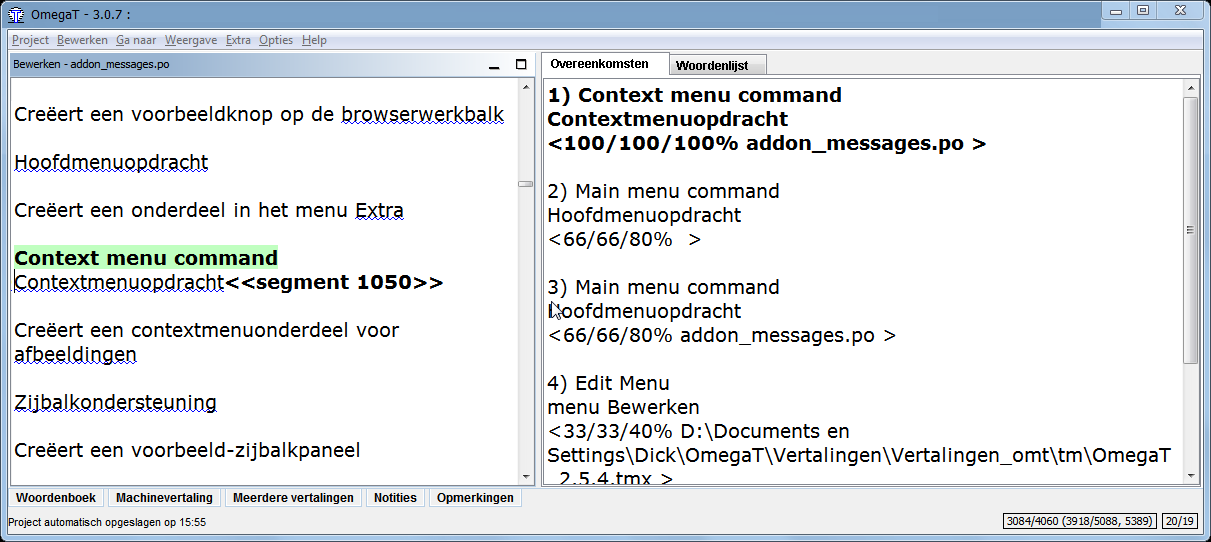 OmegaT - 3.0.7 :
Project Bewerken Ga naar Weergave Extra Opties Help
Bewerken - addon_messages.po
Creëert een voorbeeldknop op de browserwerkbalk
Hoofdmenuopdracht
Creëert een onderdeel in het menu Extra
Context menu command
Contextmenuopdracht<<segment 1050>>
Creëert een contextmenuonderdeel voor
afbeeldingen
Zijbalkondersteuning
Creëert een voorbeeld-zijbalkpaneel
Overeenkomsten Woordenlijst
1) Context menu command
Contextmenuopdracht
<100/100/100% addon_messages.po >
2) Main menu command
Hoofdmenuopdracht
<66/66/80% >
3) Main menu command
Hoofdmenuopdracht
<66/66/80% addon_messages.po >
4) Edit Menu
menu Bewerken
<33/33/40% D:\Documents en
Settings\Dick\OmegaT\Vertalingen\Vertalingen_omt\tm\OmegaT
_2.5.4.tmx >
Woordenboek Machinevertaling Meerdere vertalingen Notities Opmerkingen
Project automatisch opgeslagen op 15:55
3084/4060 (3918/5088, 5389) 20/19